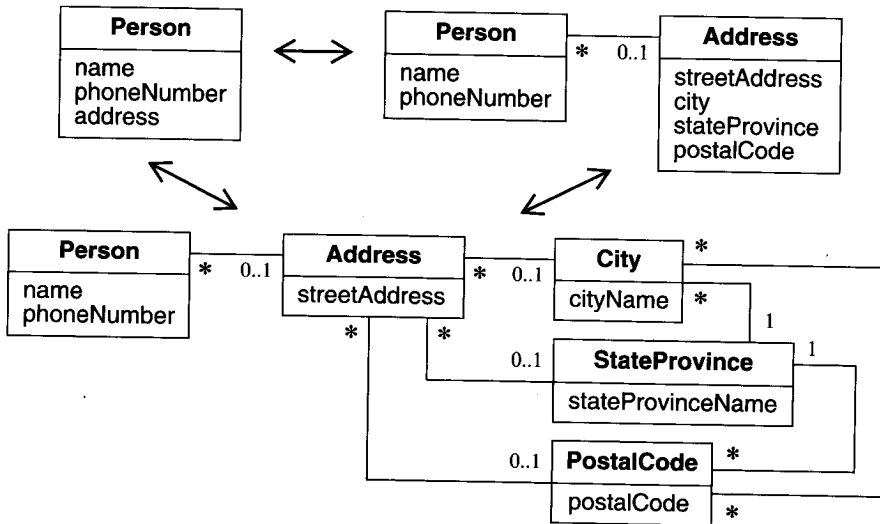 Person
name
phoneNumber
address
Person
name
phoneNumber
* 0..1
Address
streetAddress
city
stateProvince
postalCode
Person
name
phoneNumber
* 0..1
Address
streetAddress
* 0..1
City
cityName
*
*
1
* *
0..1
StateProvince
stateProvinceName
1
0..1
PostalCode
postalCode
*
*